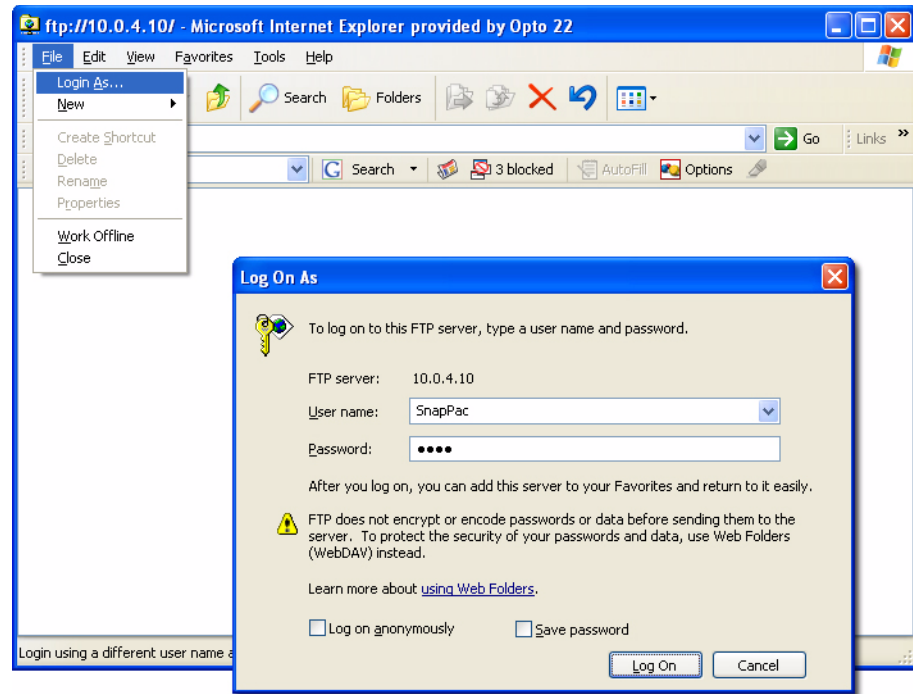 ftp://10.0.4.10/ - Microsoft Internet Explorer provided by Opto 22
File Edit View Favorites Tools Help
Login As...
New
Create Shortcut
Delete
Rename
Properties
Work Offline
Close
Search Folders
Go Links »
G Search 3 blocked AutoFill Options
Log On As
To log on to this FTP server, type a user name and password.
FTP server: 10.0.4.10
User name: SnapPac
Password: ●●●●
After you log on, you can add this server to your Favorites and return to it easily.
FTP does not encrypt or encode passwords or data before sending them to the
server. To protect the security of your passwords and data, use Web Folders
(WebDAV) instead.
Learn more about using Web Folders.
Log on anonymously Save password
Log On Cancel
Login using a different user name a